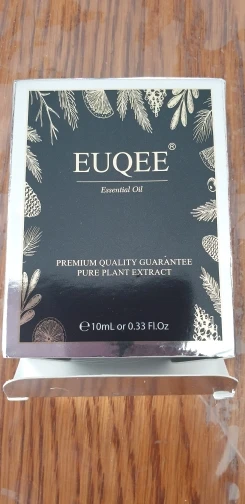 EUQEE®
Essential Oil
PREMIUM QUALITY GUARANTEE
PURE PLANT EXTRACT
℮10mL or 0.33 Fl.Oz